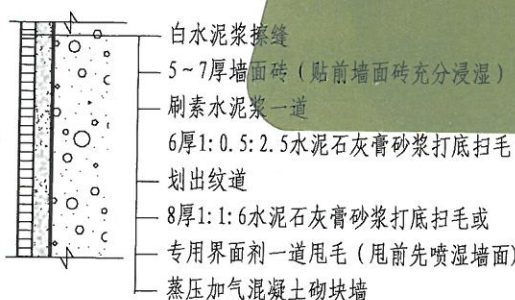 白水泥浆擦缝
5~7厚墙面砖（贴前墙面砖充分浸湿）
刷素水泥浆一道
6厚1:0.5:2.5水泥石灰膏砂浆打底扫毛
划出纹道
8厚1:1:6水泥石灰膏砂浆打底扫毛或
专用界面剂一道甩毛（甩前先喷湿墙面）
蒸压加气混凝土砌块墙